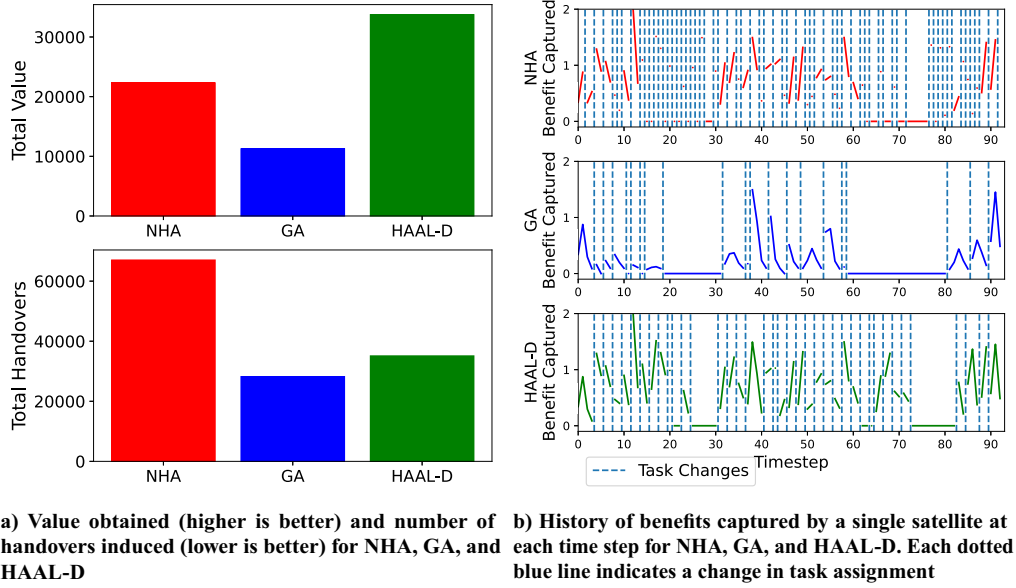 30000
20000
10000
0
Total Value
NHA
GA
HAAL-D
60000
40000
20000
0
Total Handovers
NHA
GA
HAAL-D
2
1
0
NHA
Benefit Captured
0 10 20 30 40 50 60 70 80 90
2
1
0
GA
Benefit Captured
0 10 20 30 40 50 60 70 80 90
2
1
0
HAAL-D
Benefit Captured
0 10 20 30 40 50 60 70 80 90
Timestep
Task Changes
a) Value obtained (higher is better) and number of
handovers induced (lower is better) for NHA, GA, and
HAAL-D
b) History of benefits captured by a single satellite at
each time step for NHA, GA, and HAAL-D. Each dotted
blue line indicates a change in task assignment